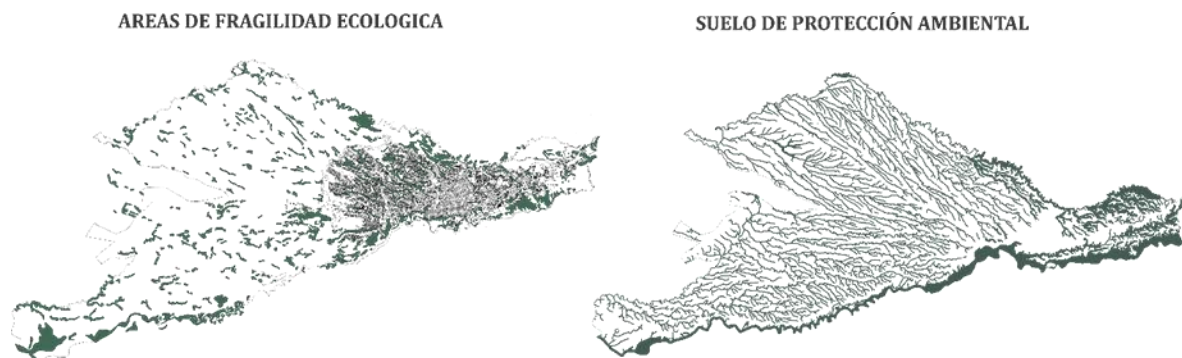 AREAS DE FRAGILIDAD ECOLOGICA
SUELO DE PROTECCIÓN AMBIENTAL